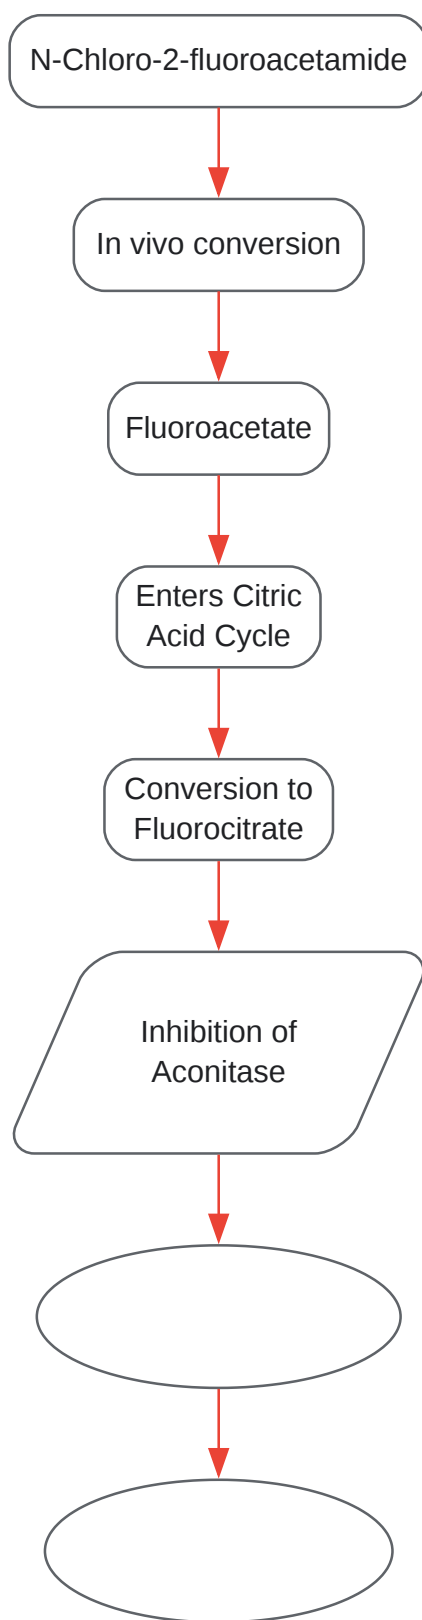 N-Chloro-2-fluoroacetamide
In vivo conversion
Fluoroacetate
Enters Citric
Acid Cycle
Conversion to
Fluorocitrate
Inhibition of
Aconitase